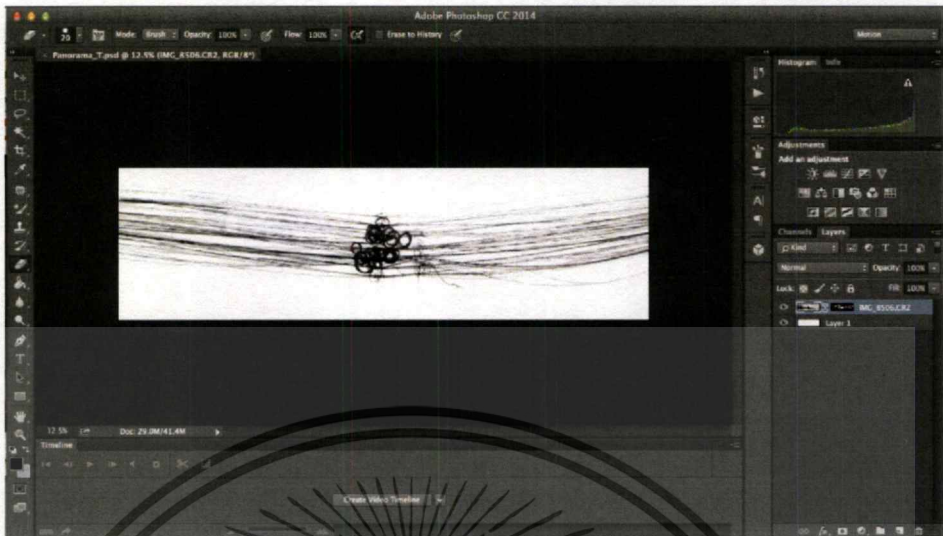 Adobe Photoshop CC 2014
20 Mode: Brush Opacity: 100% Flow: 100% Erase to History Motion
Panorama_T.psd @ 12.5% (IMG_8506.CR2, RGB/8*)
Histogram Info
Adjustments
Add an adjustment
Channels Layers
Kind
Normal Opacity: 100%
Lock: Fill: 100%
IMG_8506.CR2
Layer 1
12.5% Doc: 29.0M/41.4M
Timeline
Create Video Timeline